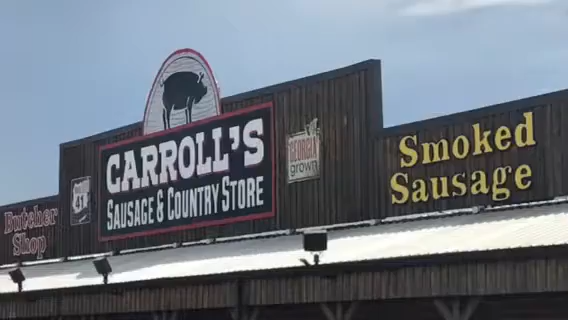 Butcher
Shop
41
CARROLL'S
SAUSAGE & COUNTRY STORE
GEORGIA
grown
Smoked
Sausage